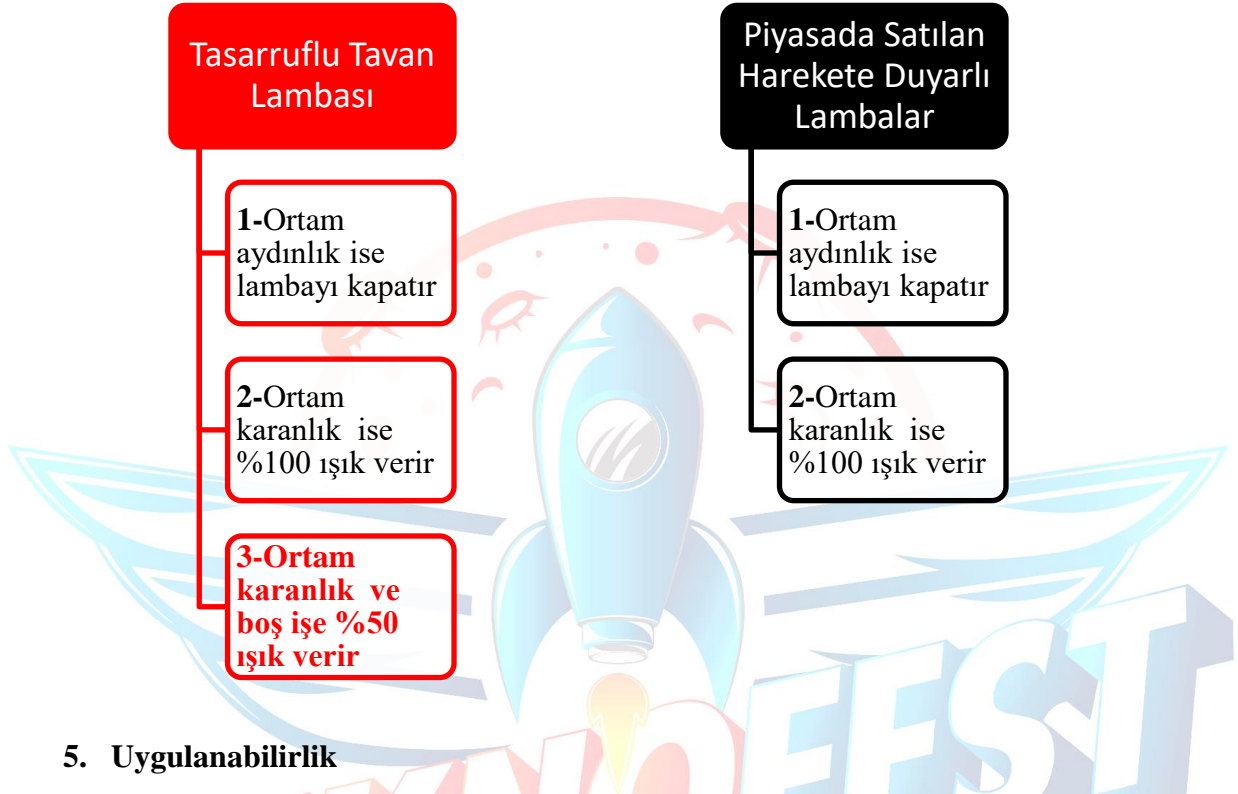 Tasarruflu Tavan
Lambası
1-Ortam
aydınlık ise
lambayı kapatır
2-Ortam
karanlık ise
%100 ışık verir
3-Ortam
karanlık ve
boş işe %50
ışık verir
Piyasada Satılan
Harekete Duyarlı
Lambalar
1-Ortam
aydınlık ise
lambayı kapatır
2-Ortam
karanlık ise
%100 ışık verir
5. Uygulanabilirlik